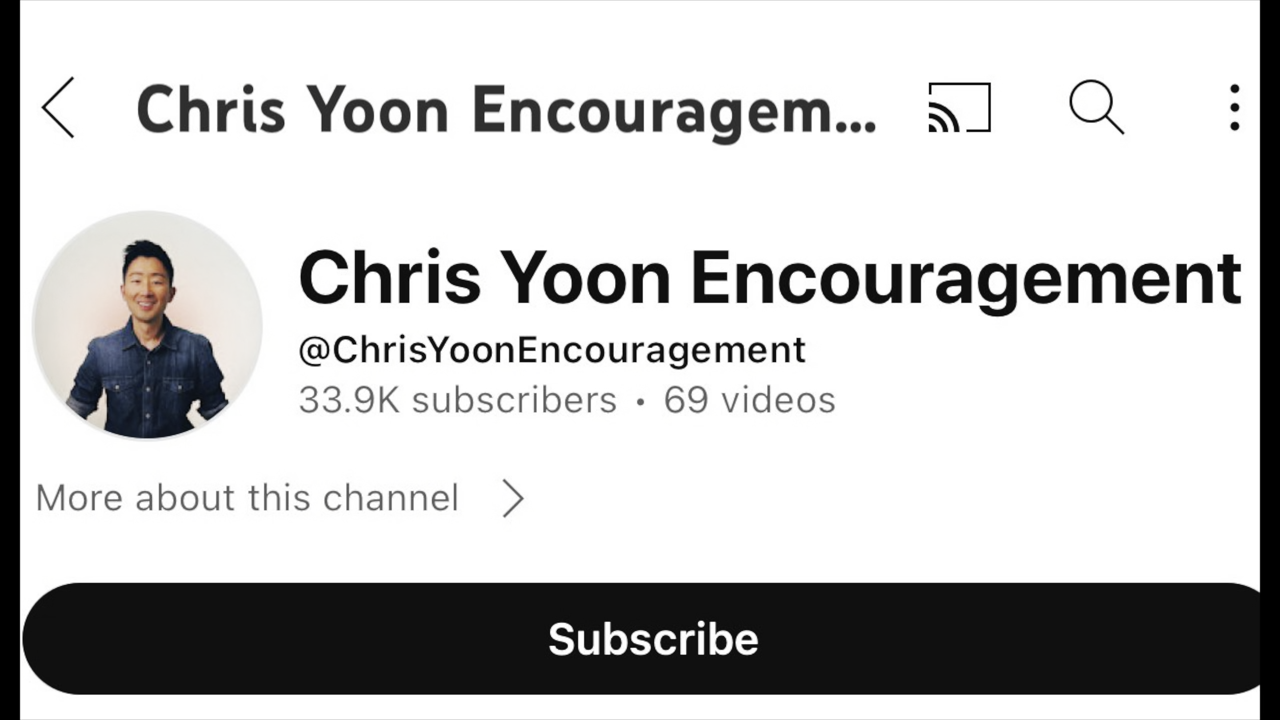 Chris Yoon Encouragem...
Chris Yoon Encouragement
@ChrisYoonEncouragement
33.9K subscribers • 69 videos
More about this channel
Subscribe